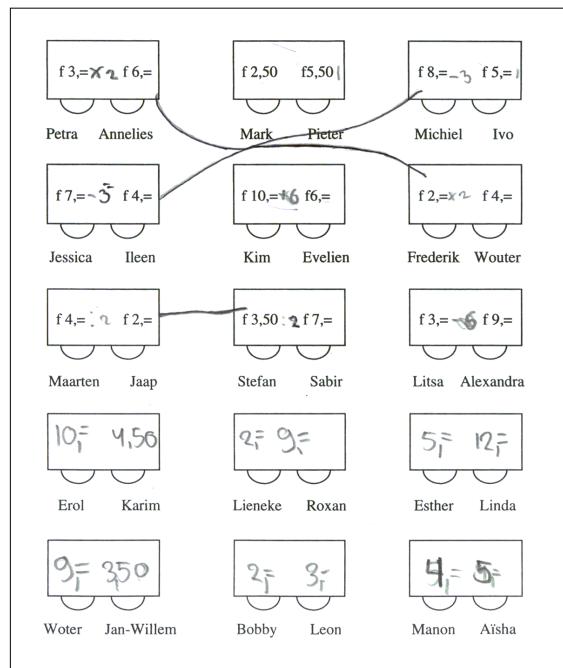 f 3,= x2 f 6,=
f 2,50 f5,50
f 8,= -3 f 5,=
Petra Annelies
Mark Pieter
Michiel Ivo
f 7,= -3 f 4,=
f 10,= +6 f6,=
f 2,= x2 f 4,=
Jessica Ileen
Kim Evelien
Frederik Wouter
f 4,= :2 f 2,=
f 3,50 :2 f 7,=
f 3,= -6 f 9,=
Maarten Jaap
Stefan Sabir
Litsa Alexandra
10,= 4,50
2,= 9,=
5,= 12,=
Erol Karim
Lieneke Roxan
Esther Linda
9,= 3,50
2,= 3,-
4,= 5,=
Woter Jan-Willem
Bobby Leon
Manon Aïsha